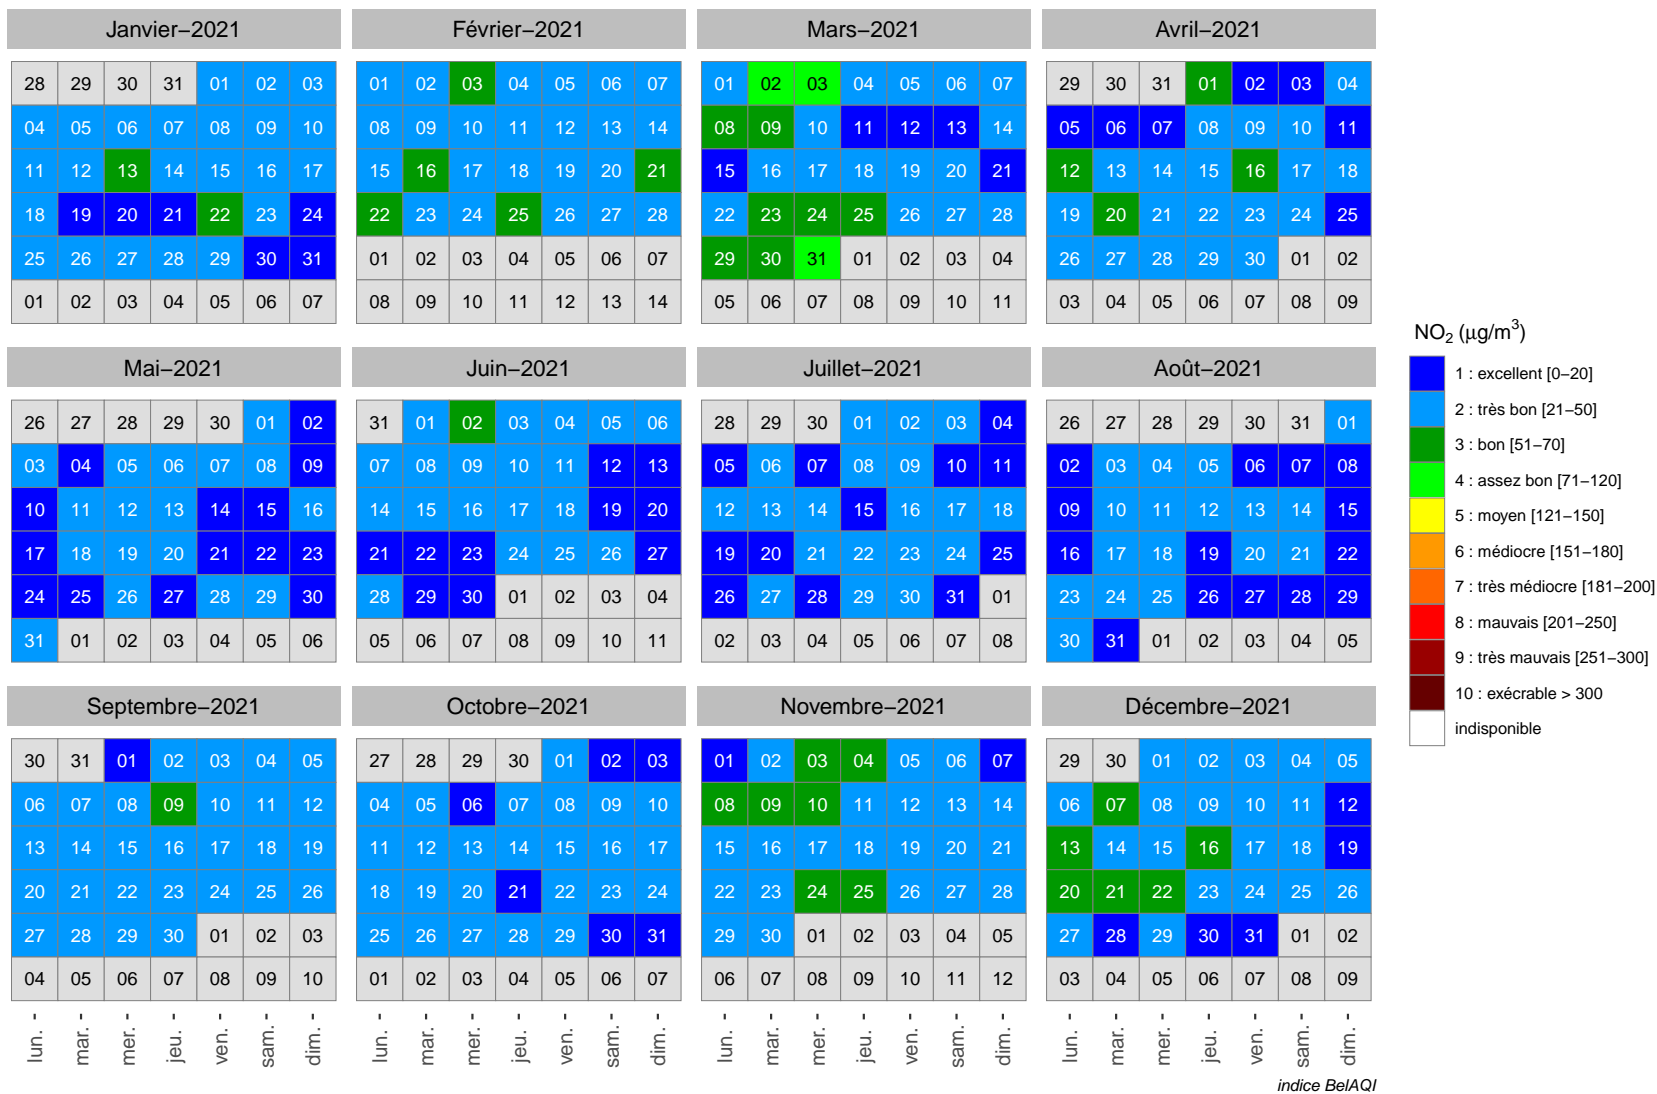 Janvier–2021 Février–2021 Mars–2021 Avril–2021
28 29 30 31 01 02 03 01 02 03 04 05 06 07 01 02 03 04 05 06 07 29 30 31 01 02 03 04
04 05 06 07 08 09 10 08 09 10 11 12 13 14 08 09 10 11 12 13 14 05 06 07 08 09 10 11
11 12 13 14 15 16 17 15 16 17 18 19 20 21 15 16 17 18 19 20 21 12 13 14 15 16 17 18
18 19 20 21 22 23 24 22 23 24 25 26 27 28 22 23 24 25 26 27 28 19 20 21 22 23 24 25
25 26 27 28 29 30 31 01 02 03 04 05 06 07 29 30 31 01 02 03 04 26 27 28 29 30 01 02
01 02 03 04 05 06 07 08 09 10 11 12 13 14 05 06 07 08 09 10 11 03 04 05 06 07 08 09
Mai–2021 Juin–2021 Juillet–2021 Août–2021
26 27 28 29 30 01 02 31 01 02 03 04 05 06 28 29 30 01 02 03 04 26 27 28 29 30 31 01
03 04 05 06 07 08 09 07 08 09 10 11 12 13 05 06 07 08 09 10 11 02 03 04 05 06 07 08
10 11 12 13 14 15 16 14 15 16 17 18 19 20 12 13 14 15 16 17 18 09 10 11 12 13 14 15
17 18 19 20 21 22 23 21 22 23 24 25 26 27 19 20 21 22 23 24 25 16 17 18 19 20 21 22
24 25 26 27 28 29 30 28 29 30 01 02 03 04 26 27 28 29 30 31 01 23 24 25 26 27 28 29
31 01 02 03 04 05 06 05 06 07 08 09 10 11 02 03 04 05 06 07 08 30 31 01 02 03 04 05
Septembre–2021 Octobre–2021 Novembre–2021 Décembre–2021
30 31 01 02 03 04 05 27 28 29 30 01 02 03 01 02 03 04 05 06 07 29 30 01 02 03 04 05
06 07 08 09 10 11 12 04 05 06 07 08 09 10 08 09 10 11 12 13 14 06 07 08 09 10 11 12
13 14 15 16 17 18 19 11 12 13 14 15 16 17 15 16 17 18 19 20 21 13 14 15 16 17 18 19
20 21 22 23 24 25 26 18 19 20 21 22 23 24 22 23 24 25 26 27 28 20 21 22 23 24 25 26
27 28 29 30 01 02 03 25 26 27 28 29 30 31 29 30 01 02 03 04 05 27 28 29 30 31 01 02
04 05 06 07 08 09 10 01 02 03 04 05 06 07 06 07 08 09 10 11 12 03 04 05 06 07 08 09
lun. mar. mer. jeu. ven. sam. dim. lun. mar. mer. jeu. ven. sam. dim. lun. mar. mer. jeu. ven. sam. dim. lun. mar. mer. jeu. ven. sam. dim.
indice BelAQI
NO₂ (μg/m³)
1 : excellent [0–20]
2 : très bon [21–50]
3 : bon [51–70]
4 : assez bon [71–120]
5 : moyen [121–150]
6 : médiocre [151–180]
7 : très médiocre [181–200]
8 : mauvais [201–250]
9 : très mauvais [251–300]
10 : exécrable > 300
indisponible